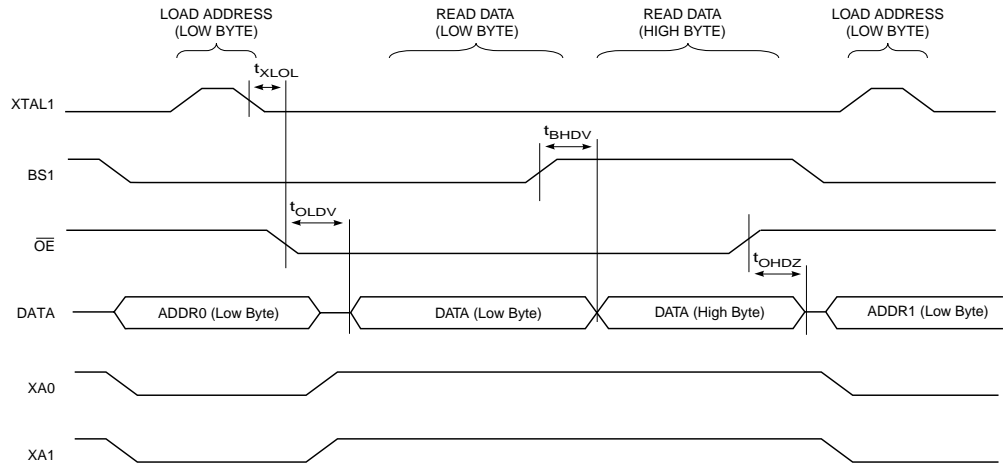 LOAD ADDRESS
(LOW BYTE)
READ DATA
(LOW BYTE)
READ DATA
(HIGH BYTE)
LOAD ADDRESS
(LOW BYTE)
tXLOL
XTAL1
tBHDV
BS1
tOLDV
OE
tOHDZ
DATA
ADDR0 (Low Byte)
DATA (Low Byte)
DATA (High Byte)
ADDR1 (Low Byte)
XA0
XA1